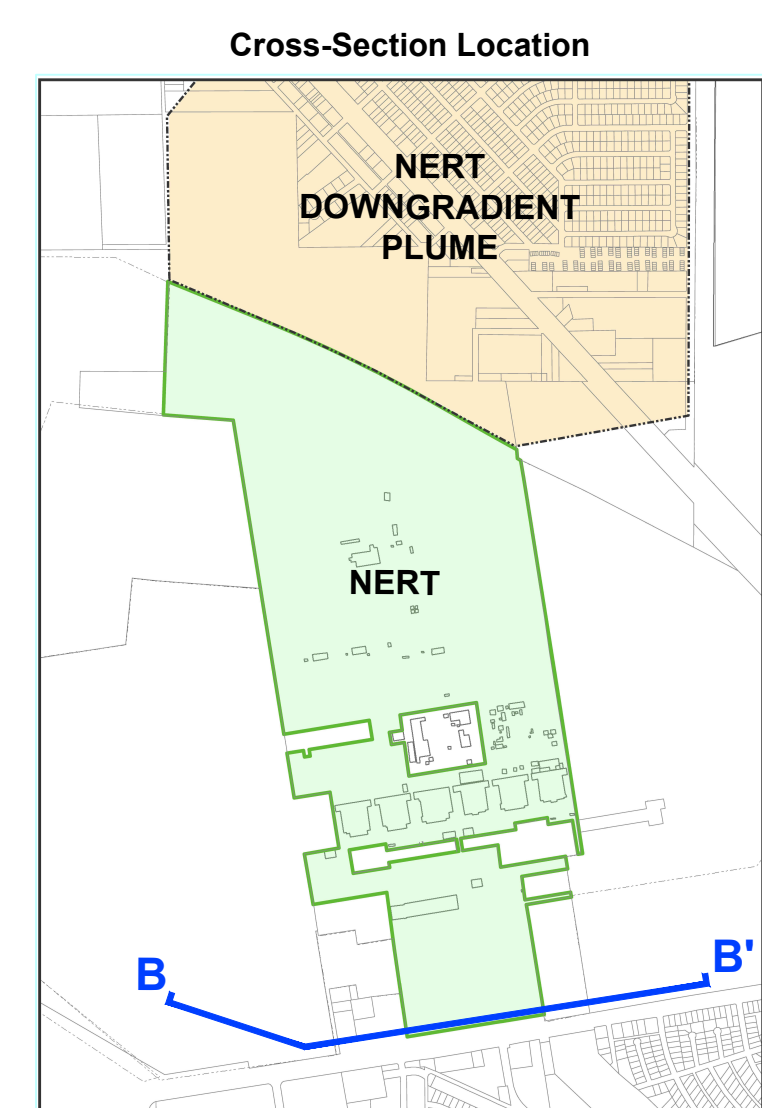 Cross-Section Location
NERT
DOWNGRADIENT
PLUME
NERT
B
B'